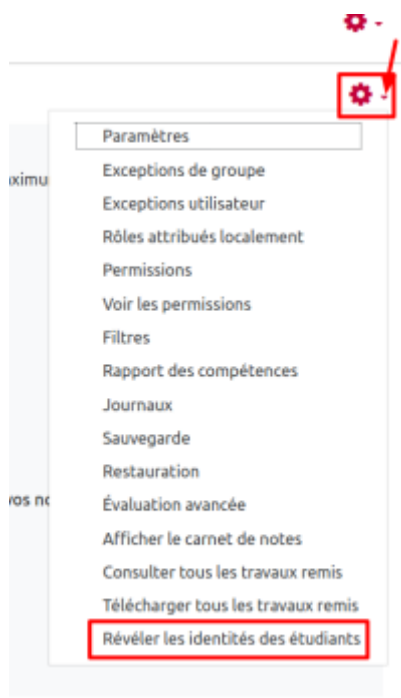 Paramètres
Exceptions de groupe
Exceptions utilisateur
Rôles attribués localement
Permissions
Voir les permissions
Filtres
Rapport des compétences
Journaux
Sauvegarde
Restauration
Évaluation avancée
Afficher le carnet de notes
Consulter tous les travaux remis
Télécharger tous les travaux remis
Révéler les identités des étudiants